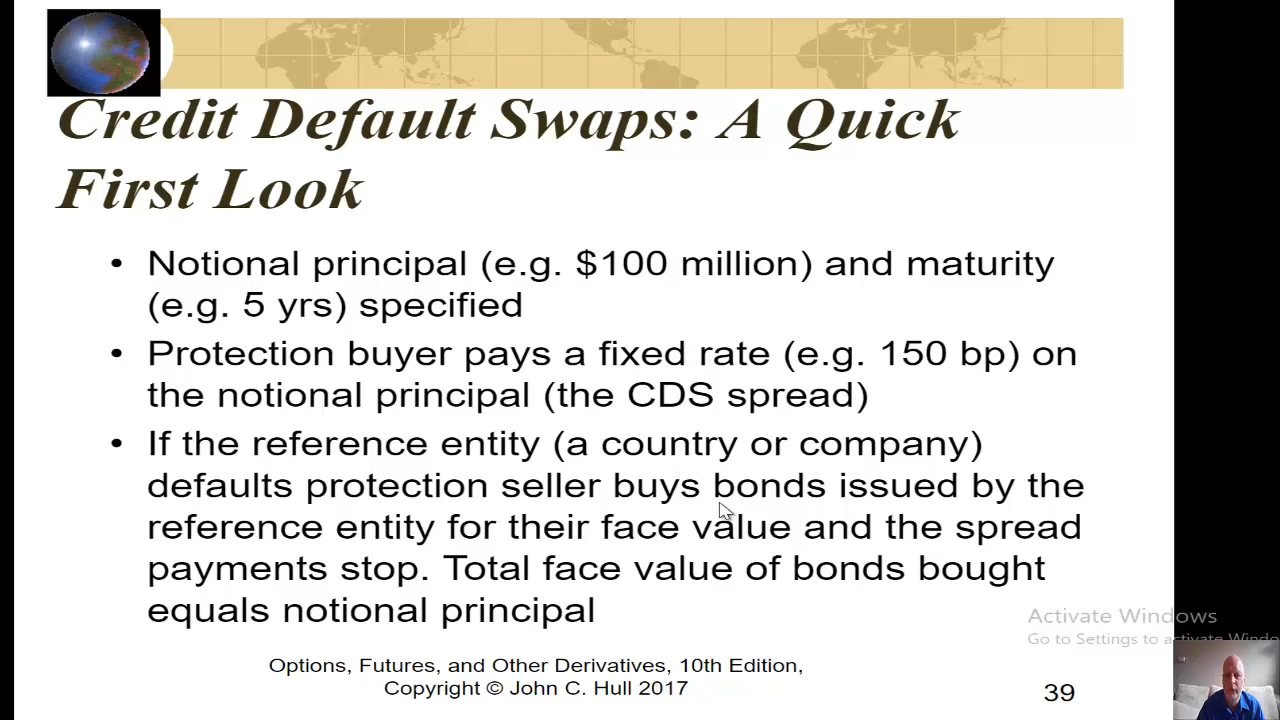 Credit Default Swaps: A Quick
First Look
• Notional principal (e.g. $100 million) and maturity
(e.g. 5 yrs) specified
• Protection buyer pays a fixed rate (e.g. 150 bp) on
the notional principal (the CDS spread)
• If the reference entity (a country or company)
defaults protection seller buys bonds issued by the
reference entity for their face value and the spread
payments stop. Total face value of bonds bought
equals notional principal
Activate Windows
Go to Settings to activate Windo
Options, Futures, and Other Derivatives, 10th Edition,
Copyright © John C. Hull 2017
39